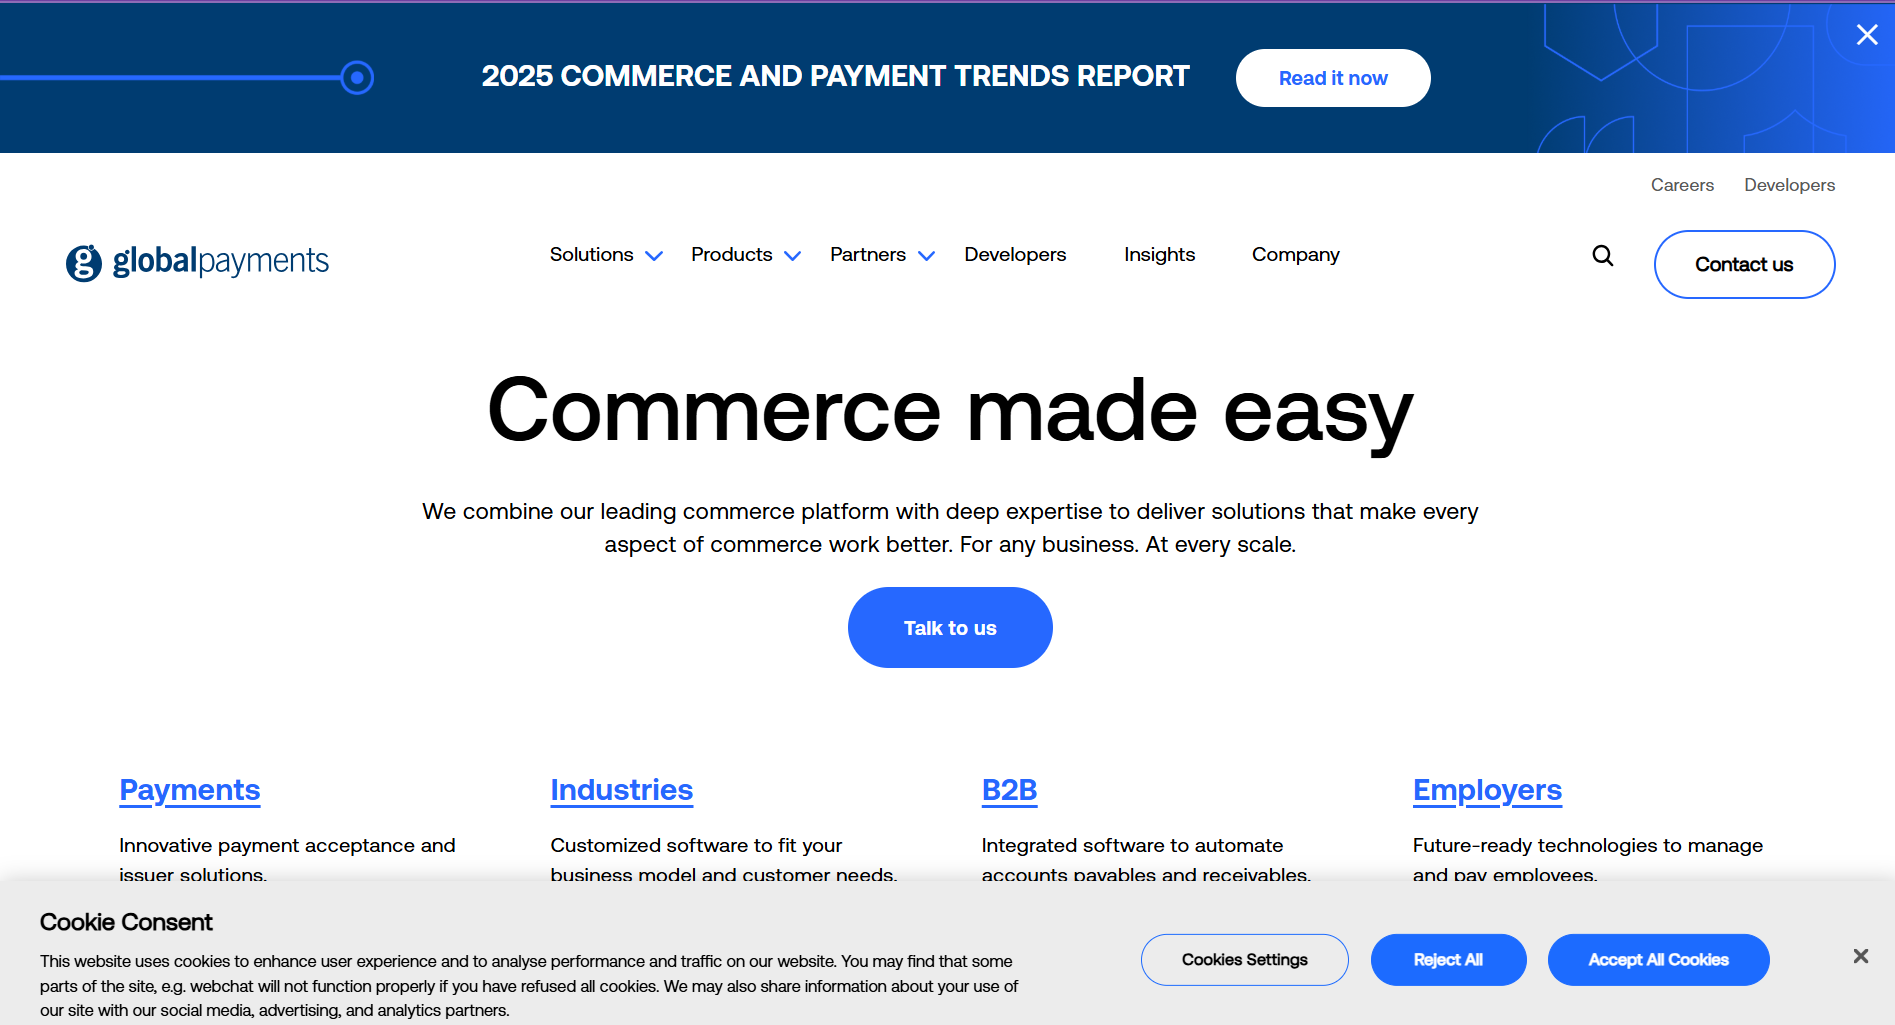 2025 COMMERCE AND PAYMENT TRENDS REPORT
Read it now
Careers
Developers
globalpayments
Solutions
Products
Partners
Developers
Insights
Company
Contact us
Commerce made easy
We combine our leading commerce platform with deep expertise to deliver solutions that make every
aspect of commerce work better. For any business. At every scale.
Talk to us
Payments
Innovative payment acceptance and
issuer solutions.
Industries
Customized software to fit your
business model and customer needs.
B2B
Integrated software to automate
accounts payables and receivables.
Employers
Future-ready technologies to manage
and pay employees.
Cookie Consent
This website uses cookies to enhance user experience and to analyse performance and traffic on our website. You may find that some
parts of the site, e.g. webchat will not function properly if you have refused all cookies. We may also share information about your use of
our site with our social media, advertising, and analytics partners.
Cookies Settings
Reject All
Accept All Cookies